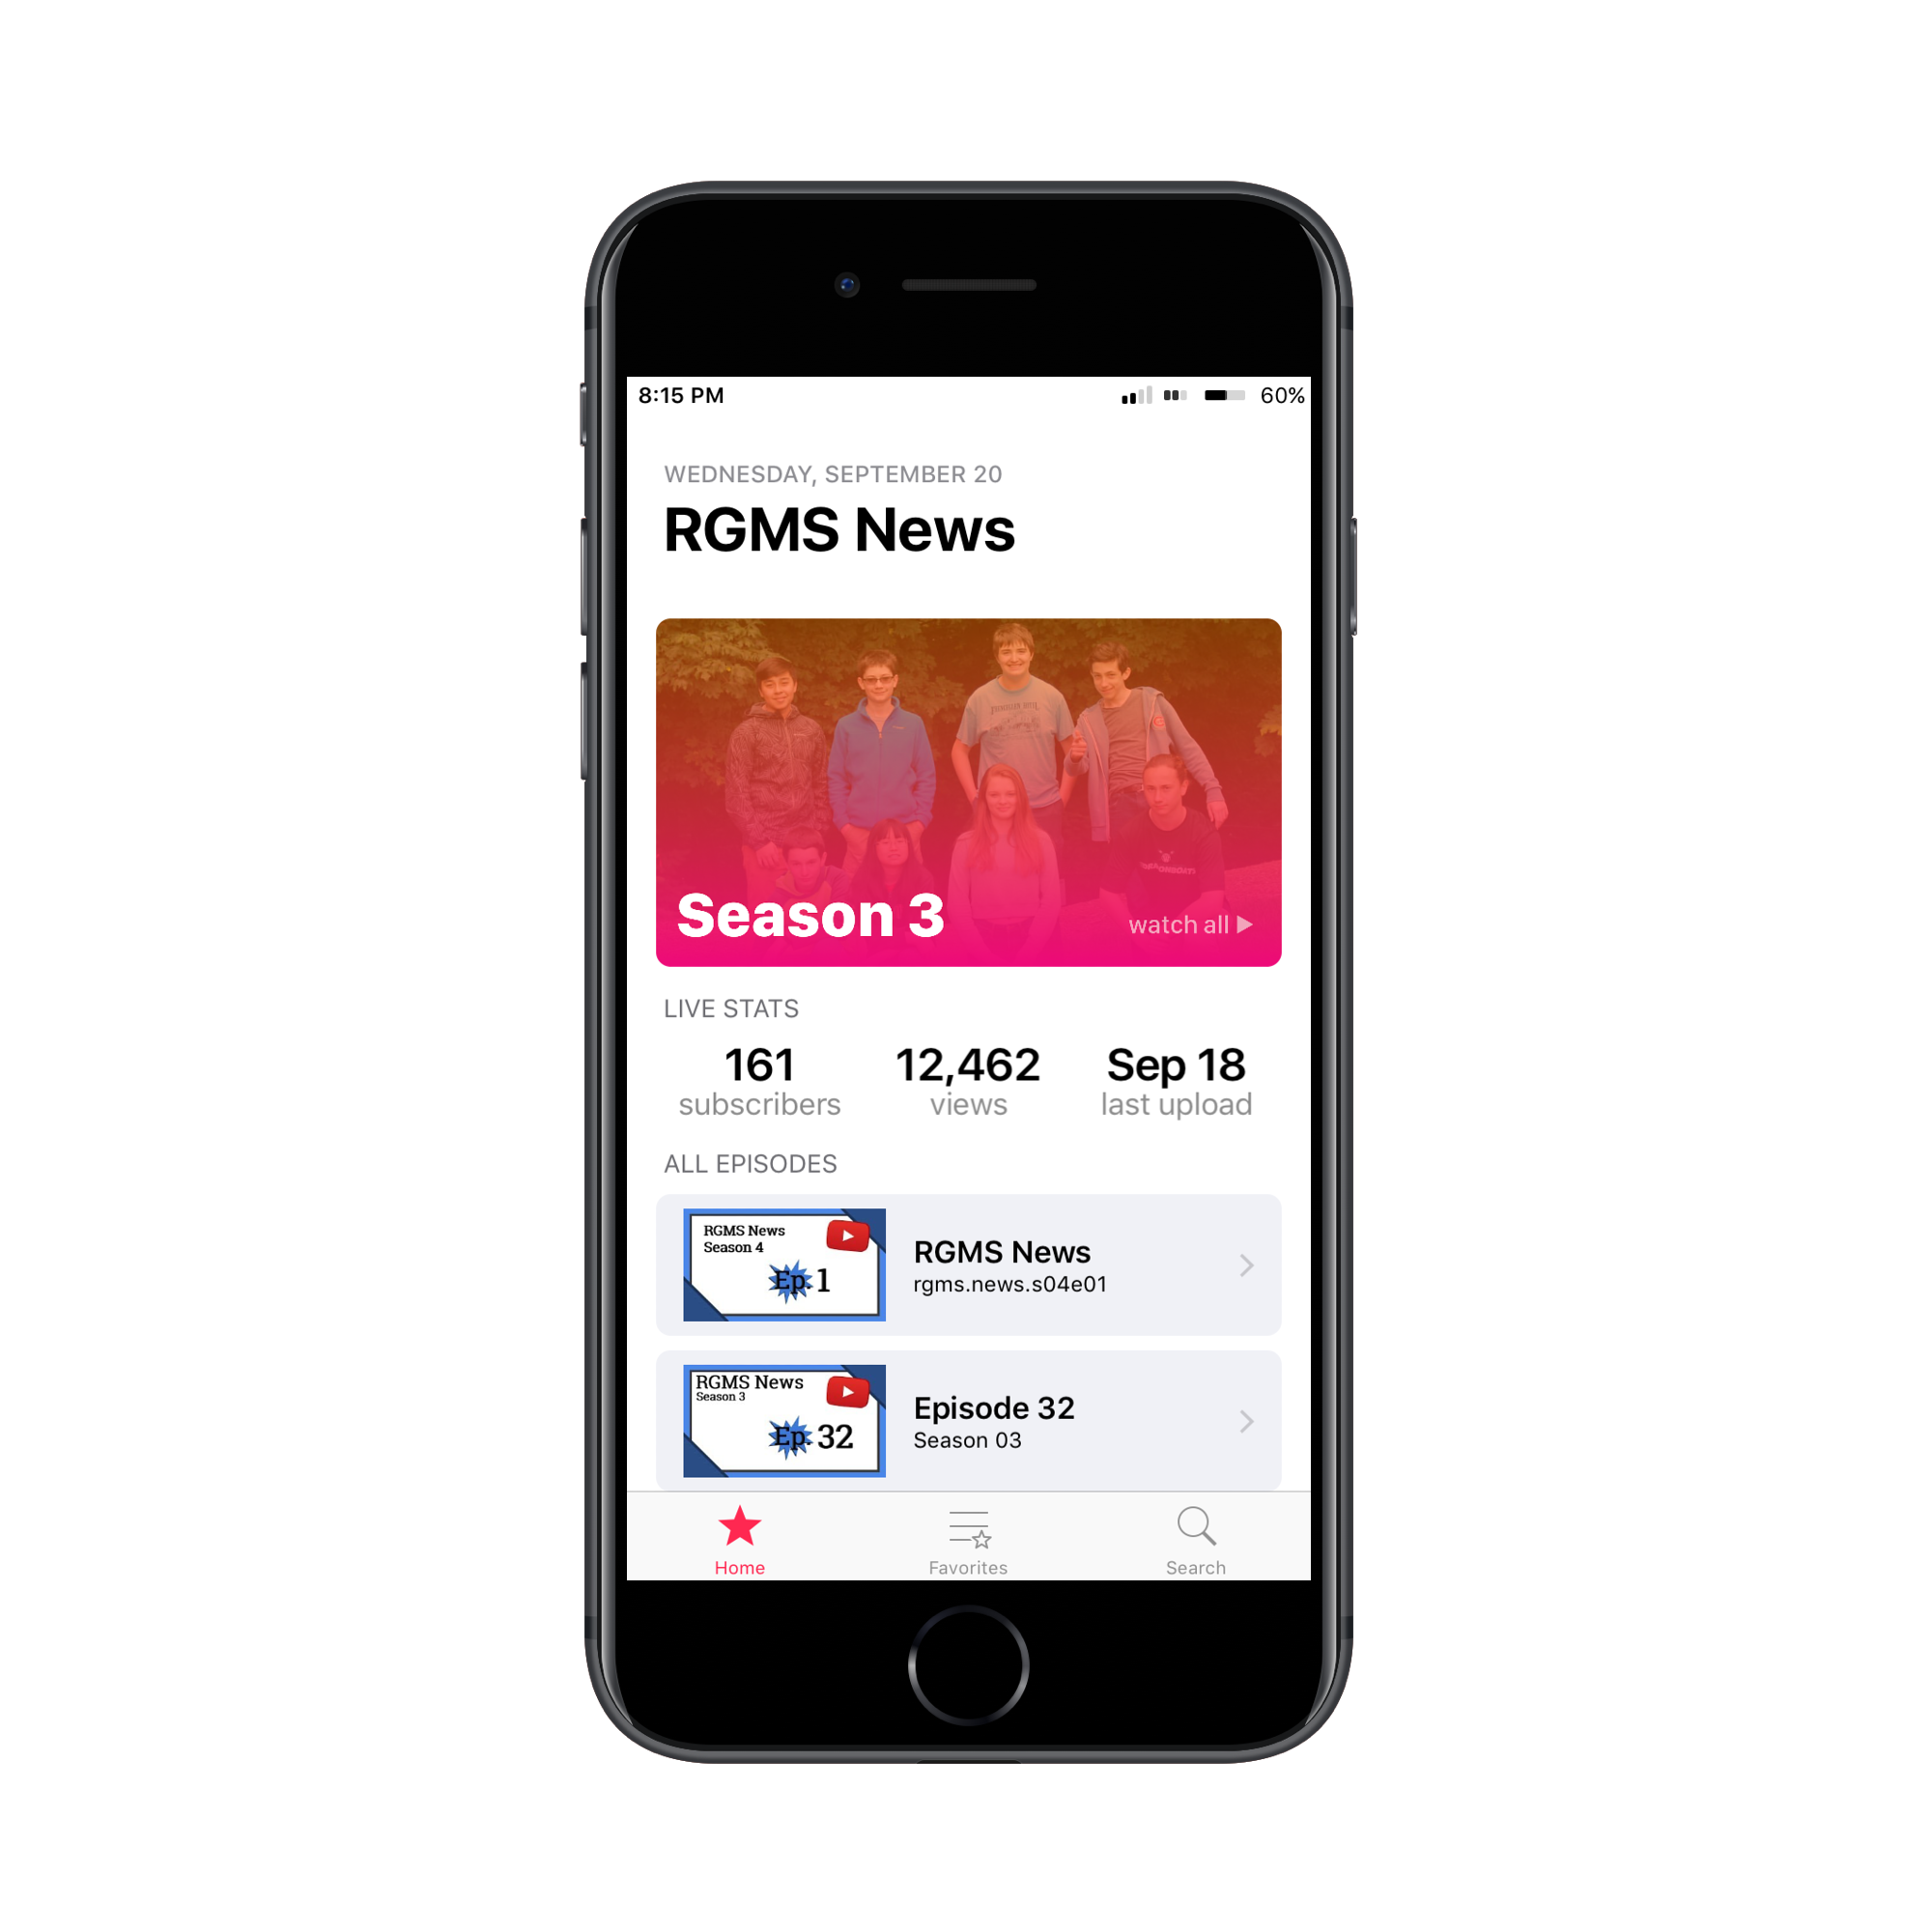 8:15 PM
60%
WEDNESDAY, SEPTEMBER 20
RGMS News
Season 3
watch all
LIVE STATS
161
12,462
Sep 18
subscribers
views
last upload
ALL EPISODES
RGMS News
Season 4
Ep. 1
RGMS News
rgms.news.s04e01
RGMS News
Season 3
Ep. 32
Episode 32
Season 03
Home
Favorites
Search